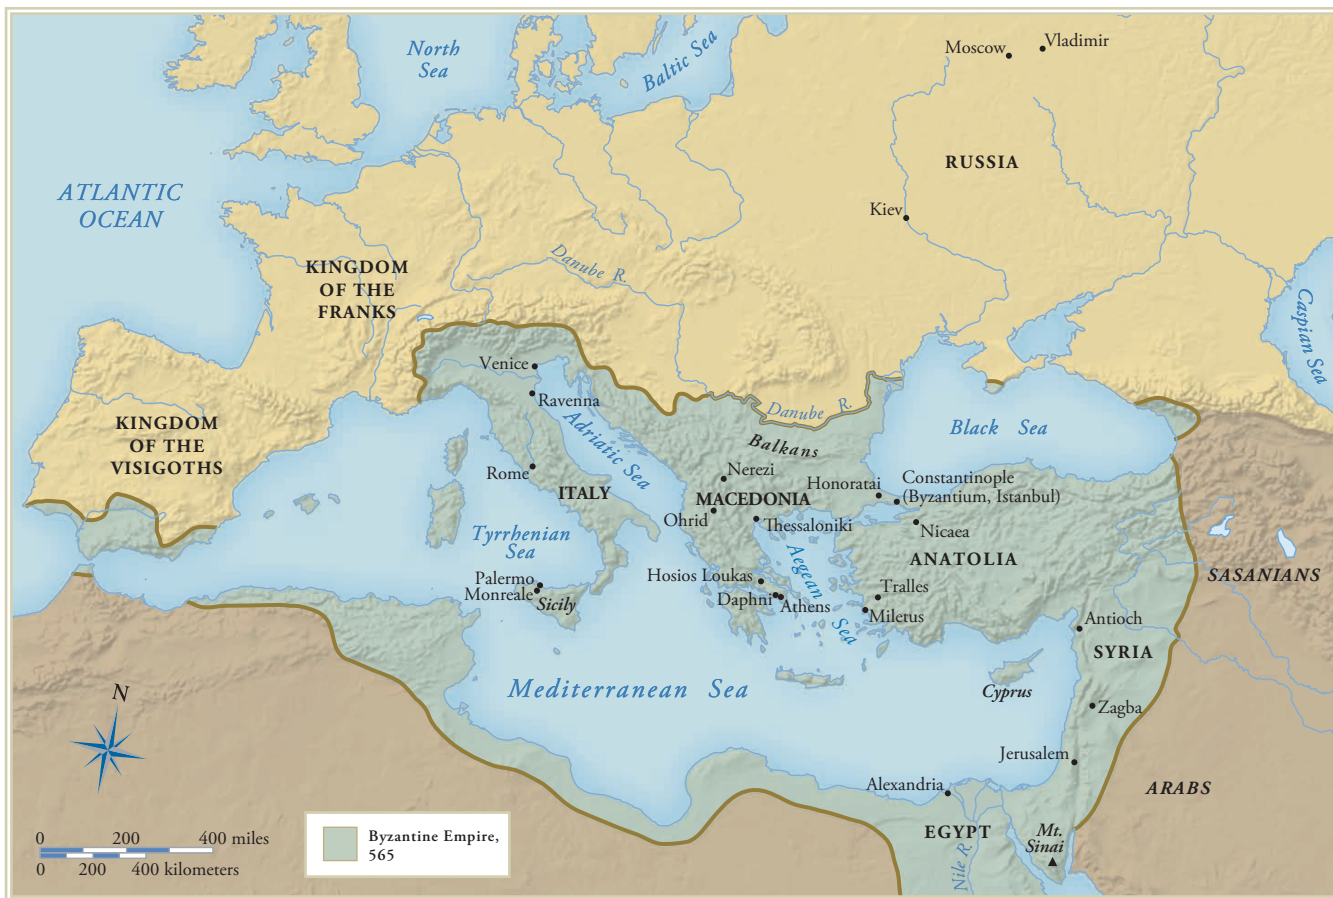 North
Sea
Baltic Sea
Moscow
Vladimir
RUSSIA
ATLANTIC
OCEAN
Kiev
Danube R.
KINGDOM
OF THE
FRANKS
Caspian Sea
Venice
Ravenna
Danube R.
Adriatic Sea
KINGDOM
OF THE
VISIGOTHS
Black Sea
Balkans
Rome
Nerezi
ITALY
MACEDONIA
Honoratai
Constantinople
(Byzantium, Istanbul)
Ohrid
Thessaloniki
Nicaea
Tyrrhenian
Sea
ANATOLIA
Aegean Sea
SASANIANS
Palermo
Monreale
Sicily
Hosios Loukas
Daphni
Athens
Tralles
Miletus
Antioch
SYRIA
Mediterranean Sea
Cyprus
Zagba
N
Jerusalem
Alexandria
ARABS
EGYPT
Mt.
Sinai
Nile R.
0 200 400 miles
0 200 400 kilometers
Byzantine Empire,
565